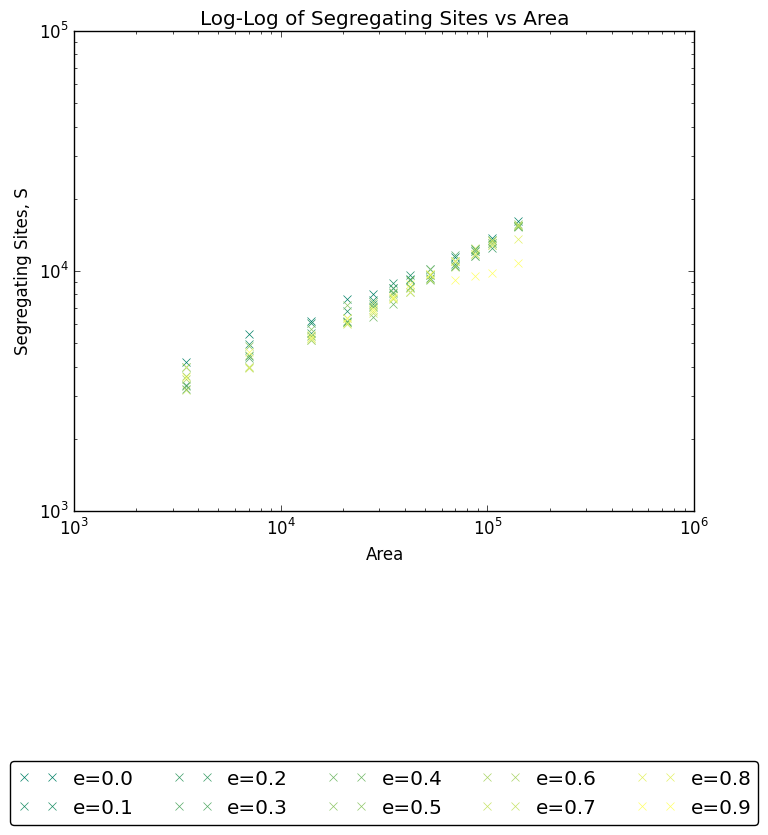 Log-Log of Segregating Sites vs Area
10^5
10^4
10^3
Segregating Sites, S
10^3 10^4 10^5 10^6
Area
e=0.0 e=0.2 e=0.4 e=0.6 e=0.8
e=0.1 e=0.3 e=0.5 e=0.7 e=0.9